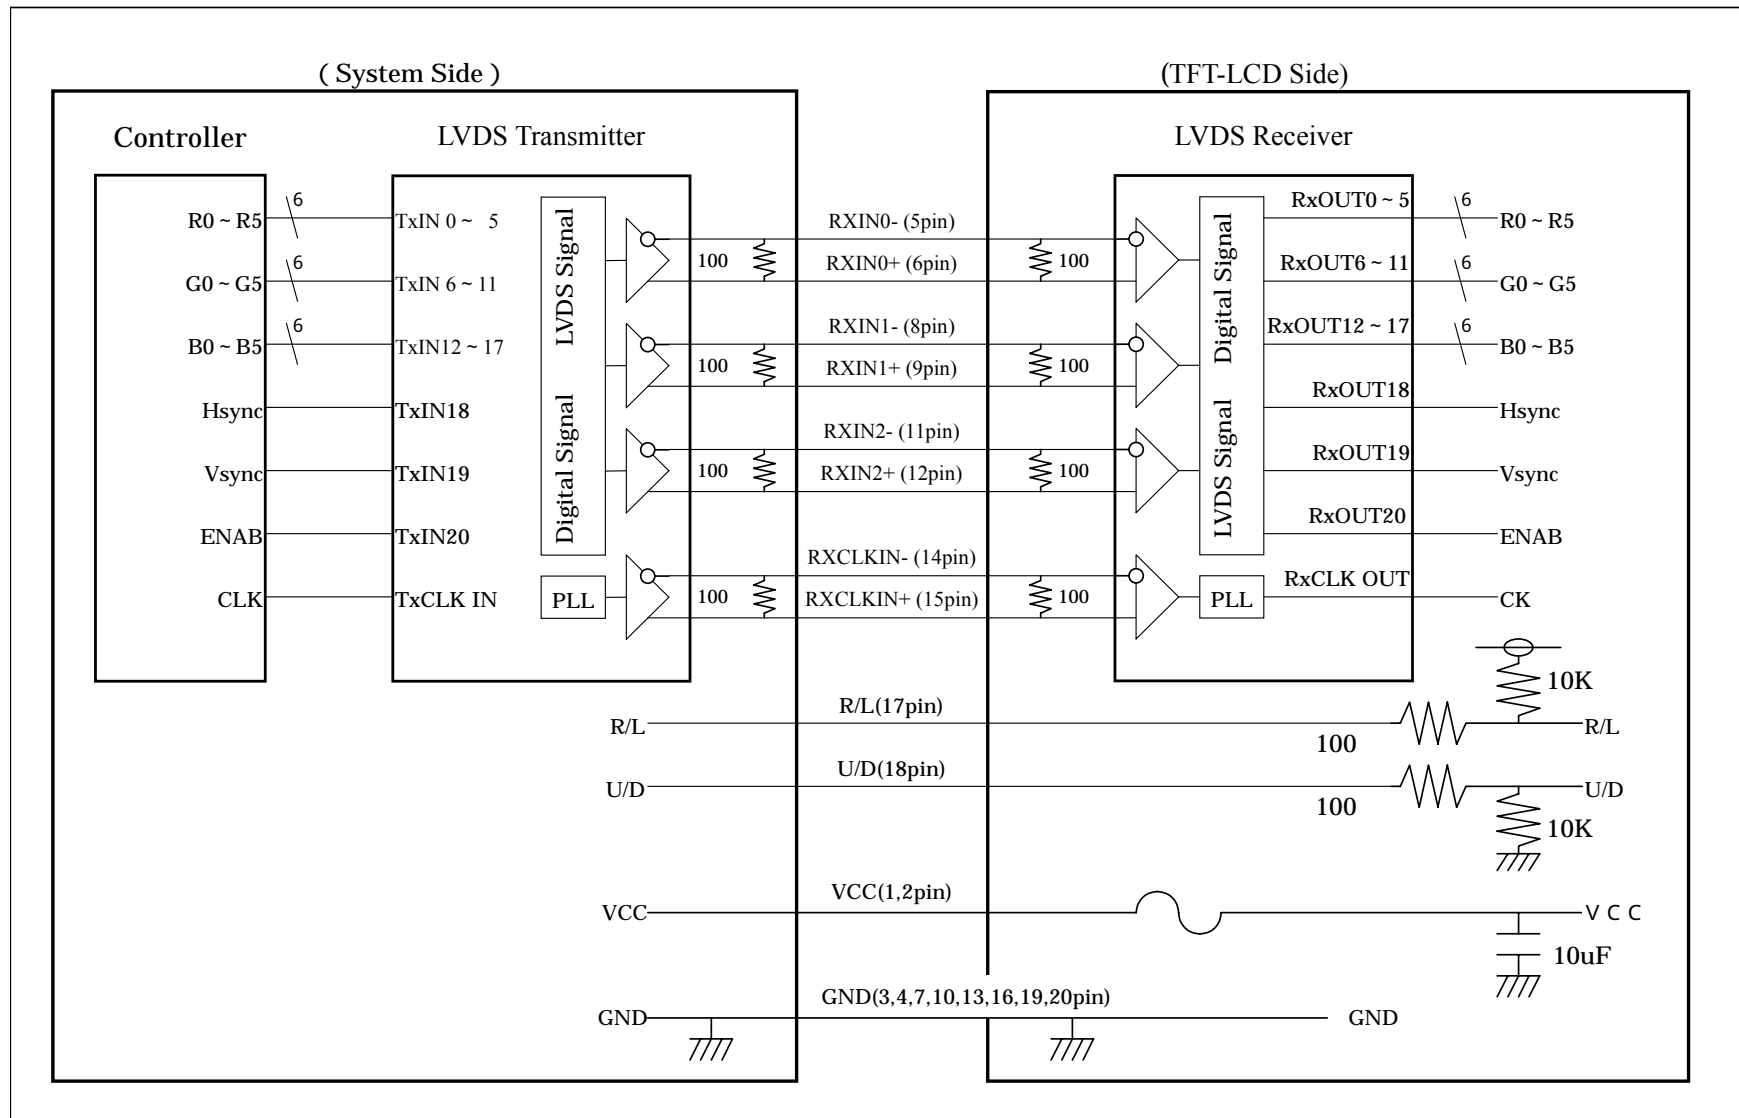 ( System Side )
(TFT-LCD Side)
Controller
LVDS Transmitter
LVDS Receiver
R0 ~ R5
6
TxIN 0 ~ 5
G0 ~ G5
6
TxIN 6 ~ 11
B0 ~ B5
6
TxIN12 ~ 17
Hsync
TxIN18
Vsync
TxIN19
ENAB
TxIN20
CLK
TxCLK IN
LVDS Signal
Digital Signal
PLL
100
100
100
100
RXIN0- (5pin)
RXIN0+ (6pin)
RXIN1- (8pin)
RXIN1+ (9pin)
RXIN2- (11pin)
RXIN2+ (12pin)
RXCLKIN- (14pin)
RXCLKIN+ (15pin)
100
100
100
100
Digital Signal
LVDS Signal
PLL
RxOUT0 ~ 5
6
R0 ~ R5
RxOUT6 ~ 11
6
G0 ~ G5
RxOUT12 ~ 17
6
B0 ~ B5
RxOUT18
Hsync
RxOUT19
Vsync
RxOUT20
ENAB
RxCLK OUT
CK
10K
R/L
R/L(17pin)
100
R/L
U/D
U/D(18pin)
100
U/D
10K
VCC
VCC(1,2pin)
VCC
10uF
GND
GND(3,4,7,10,13,16,19,20pin)
GND